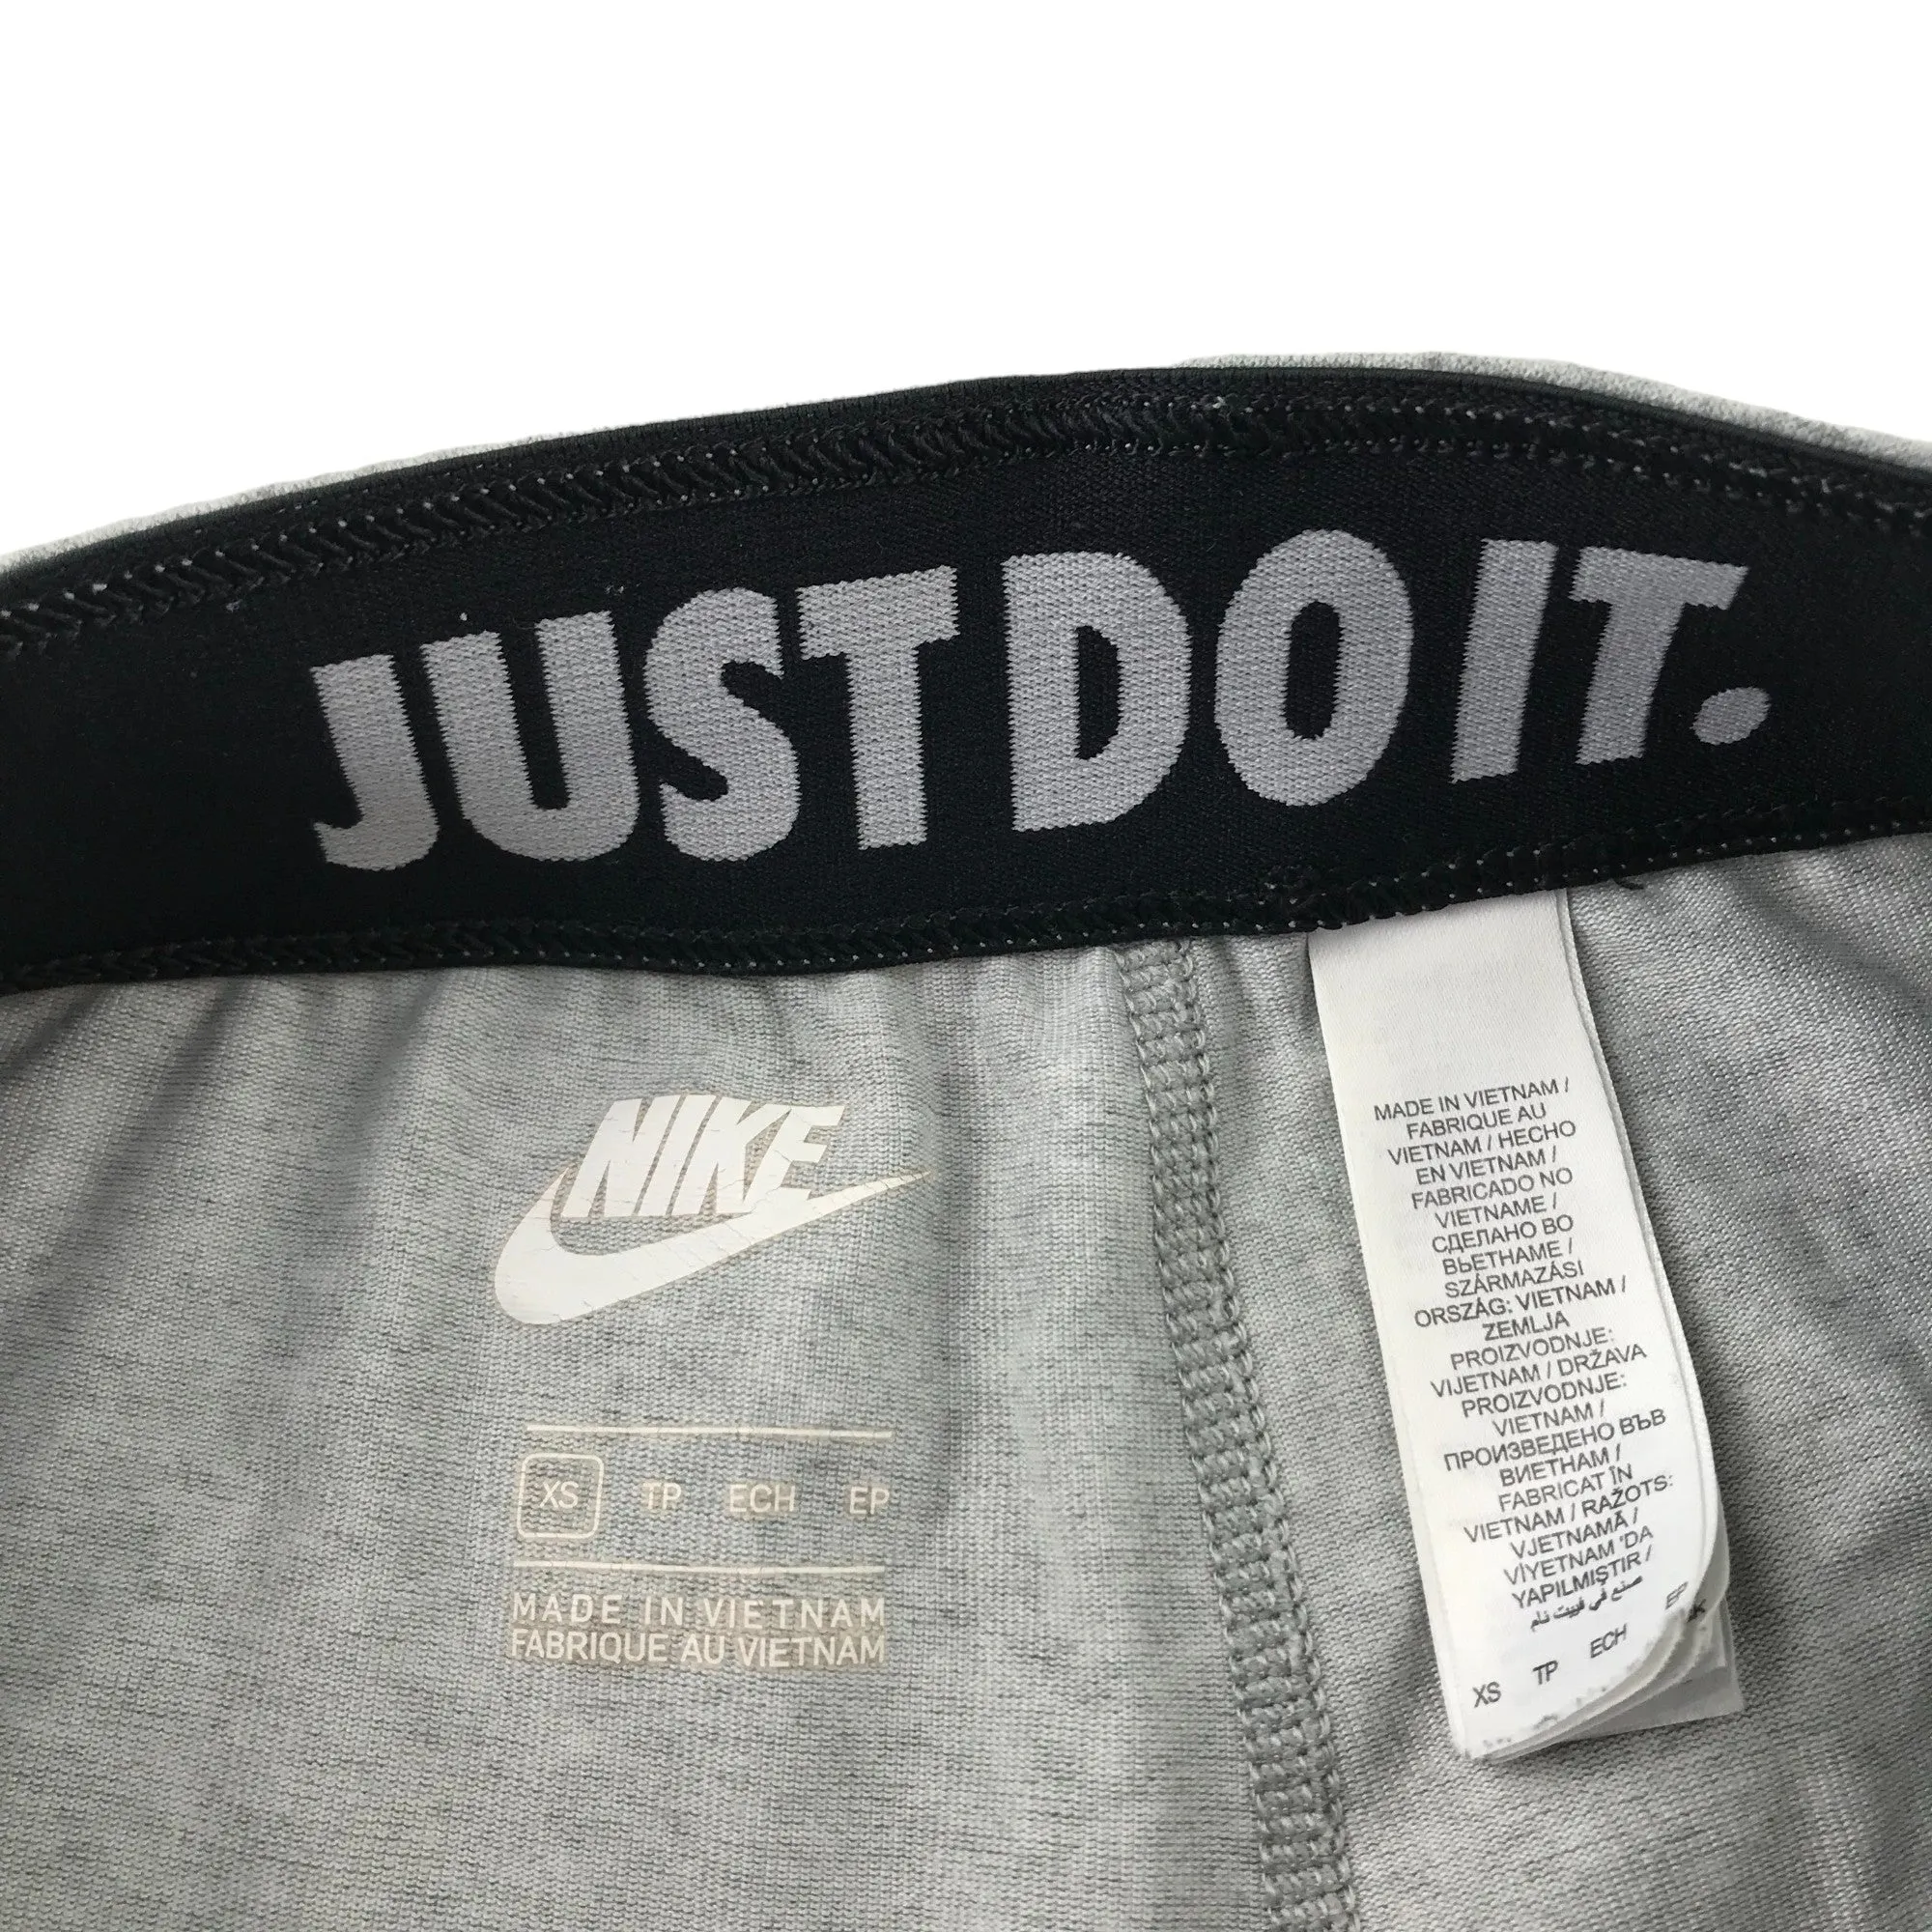 JUST DO IT.
NIKE
XS TP ECH EP
MADE IN VIETNAM
FABRIQUE AU VIETNAM
MADE IN VIETNAM /
FABRIQUE AU
VIETNAM / HECHO
EN VIETNAM /
FABRICADO NO
VIETNAME /
СДЕЛАНО ВО
ВЬЕТНАМЕ /
SZÁRMAZÁSI
ORSZÁG: VIETNAM /
ZEMLJA
PROIZVODNJE:
VIJETNAM / DRŽAVA
PROIZVODNJE:
VIETNAM /
ПРОИЗВЕДЕНО ВЪВ
ВИЕТНАМ /
FABRICAT ÎN
VIETNAM / RAŽOTS:
VJETNAMĀ /
VİYETNAM 'DA
YAPILMIŞTIR /
صنع في فييت نام
XS TP ECH EP